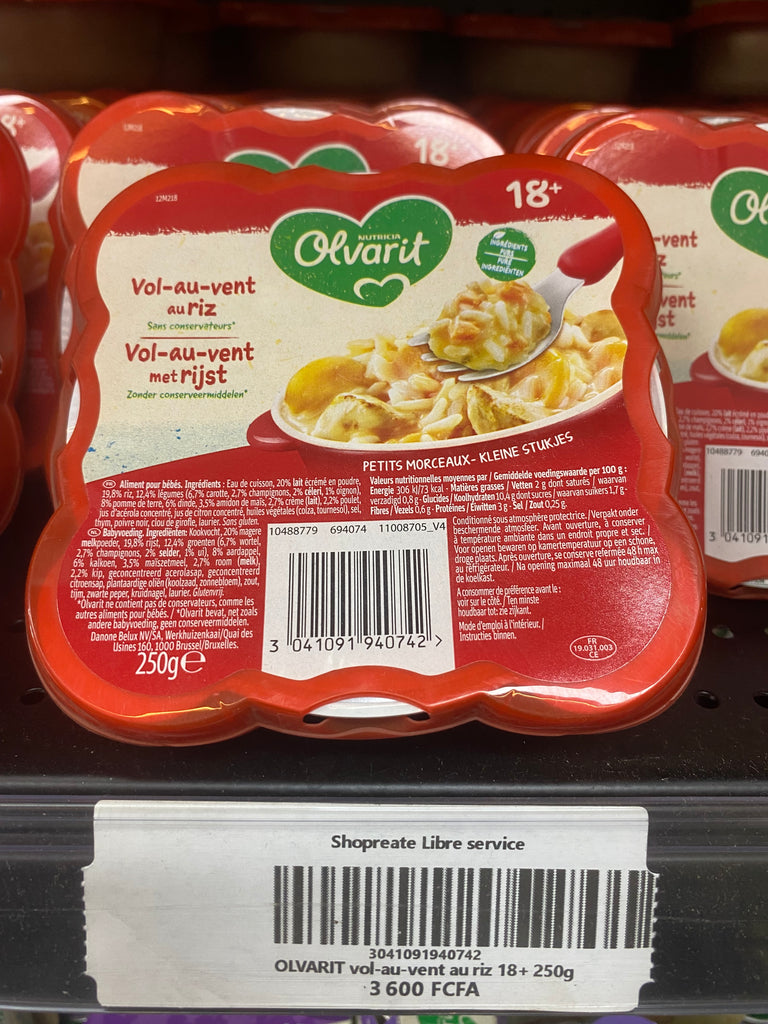 12M218
18+
NUTRICIA
Olvarit
INGRÉDIENTS
PURS
PURE
INGREDIËNTEN
Vol-au-vent
au riz
Sans conservateurs*
Vol-au-vent
met rijst
Zonder conserveermiddelen*
PETITS MORCEAUX - KLEINE STUKJES
FR Aliment pour bébés. Ingrédients : Eau de cuisson, 20% lait écrémé en poudre,
19,8% riz, 12,4% légumes (6,7% carotte, 2,7% champignons, 2% céleri, 1% oignon),
8% pomme de terre, 6% dinde, 3,5% amidon de maïs, 2,7% crème (lait), 2,2% poulet,
jus d'acérola concentré, jus de citron concentré, huiles végétales (colza, tournesol), sel,
thym, poivre noir, clou de girofle, laurier. Sans gluten.
NL Babyvoeding. Ingrediënten: Kookvocht, 20% magere
melkpoeder, 19,8% rijst, 12,4% groenten (6,7% wortel,
2,7% champignons, 2% selder, 1% ui), 8% aardappel,
6% kalkoen, 3,5% maïszetmeel, 2,7% room (melk),
2,2% kip, geconcentreerd acerolasap, geconcentreerd
citroensap, plantaardige oliën (koolzaad, zonnebloem), zout,
tijm, zwarte peper, kruidnagel, laurier. Glutenvrij.
*Olvarit ne contient pas de conservateurs, comme les
autres aliments pour bébés. / *Olvarit bevat, net zoals
andere babyvoeding, geen conserveermiddelen.
Danone Belux NV/SA, Werkhuizenkaai/Quai des
Usines 160, 1000 Brussel/Bruxelles.
250g e
10488779 694074 11008705_V4
3 041091 940742 >
Valeurs nutritionnelles moyennes par / Gemiddelde voedingswaarde per 100 g :
Energie 306 kJ/73 kcal - Matières grasses / Vetten 2 g dont saturés / waarvan
verzadigd 0,8 g - Glucides / Koolhydraten 10,4 g dont sucres / waarvan suikers 1,7 g -
Fibres / Vezels 0,6 g - Protéines / Eiwitten 3 g - Sel / Zout 0,25 g.
Conditionné sous atmosphère protectrice. / Verpakt onder
beschermende atmosfeer. Avant ouverture, à conserver
à température ambiante dans un endroit propre et sec. /
Voor openen bewaren op kamertemperatuur op een schone,
droge plaats. Après ouverture, se conserve refermée 48 h max
au réfrigérateur. / Na opening maximaal 48 uur houdbaar in
de koelkast.
A consommer de préférence avant le :
voir sur le côté. / Ten minste
houdbaar tot: zie zijkant.
Mode d'emploi à l'intérieur. /
Instructies binnen.
FR
19.031.003
CE
Shopreate Libre service
3041091940742
OLVARIT vol-au-vent au riz 18+ 250g
3 600 FCFA